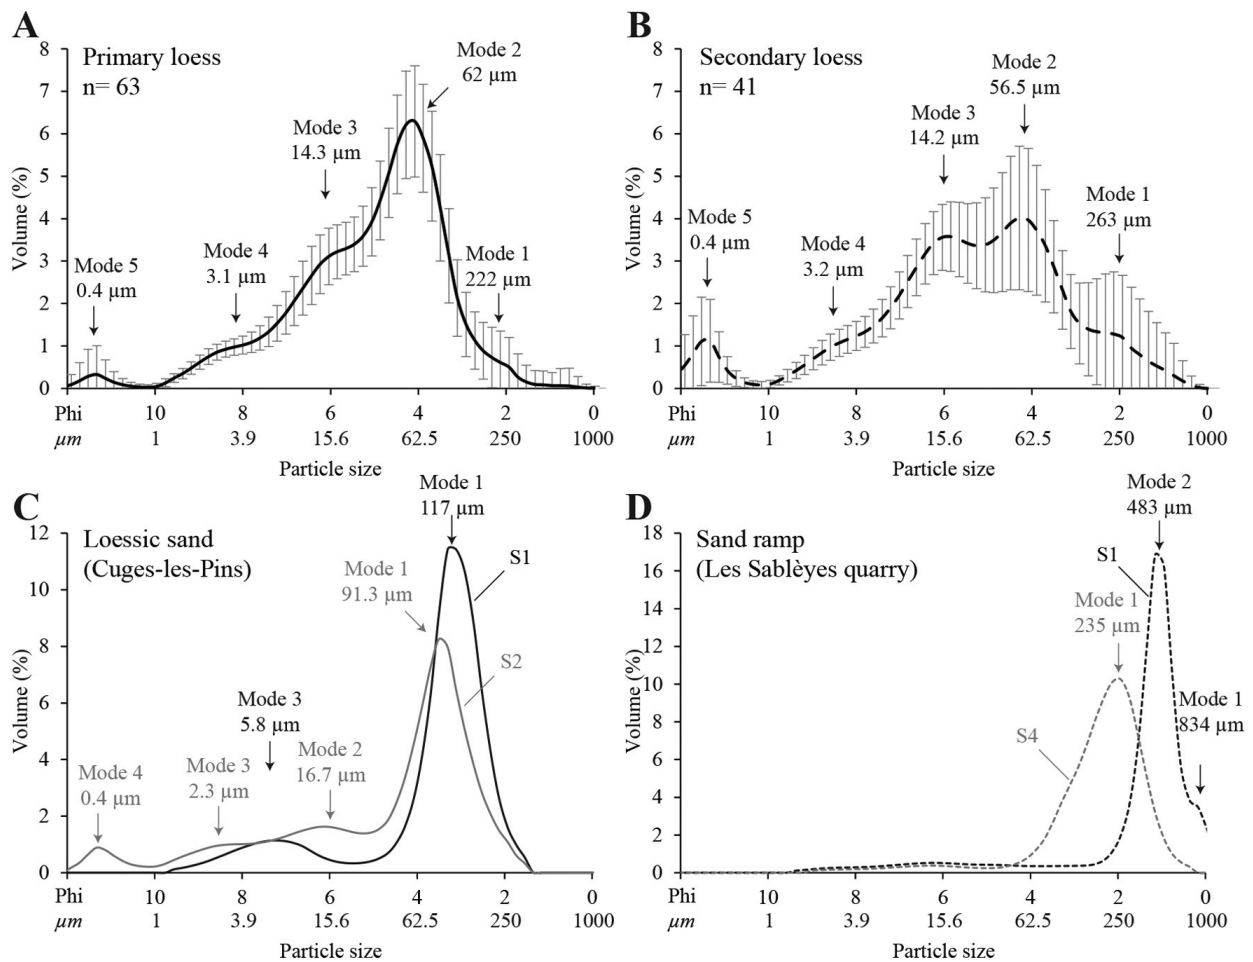 A
Primary loess
n= 63
Mode 2
62 µm
Mode 3
14.3 µm
Mode 4
3.1 µm
Mode 1
222 µm
Mode 5
0.4 µm
Volume (%)
8
7
6
5
4
3
2
1
0
Phi 10 8 6 4 2 0
µm 1 3.9 15.6 62.5 250 1000
Particle size
B
Secondary loess
n= 41
Mode 2
56.5 µm
Mode 3
14.2 µm
Mode 5
0.4 µm
Mode 4
3.2 µm
Mode 1
263 µm
Volume (%)
8
7
6
5
4
3
2
1
0
Phi 10 8 6 4 2 0
µm 1 3.9 15.6 62.5 250 1000
Particle size
C
Loessic sand
(Cuges-les-Pins)
Mode 1
117 µm
S1
Mode 1
91.3 µm
S2
Mode 3
5.8 µm
Mode 2
16.7 µm
Mode 3
2.3 µm
Mode 4
0.4 µm
Volume (%)
12
10
8
6
4
2
0
Phi 10 8 6 4 2 0
µm 1 3.9 15.6 62.5 250 1000
Particle size
D
Sand ramp
(Les Sablèyes quarry)
Mode 2
483 µm
S1
Mode 1
235 µm
S4
Mode 1
834 µm
Volume (%)
18
16
14
12
10
8
6
4
2
0
Phi 10 8 6 4 2 0
µm 1 3.9 15.6 62.5 250 1000
Particle size